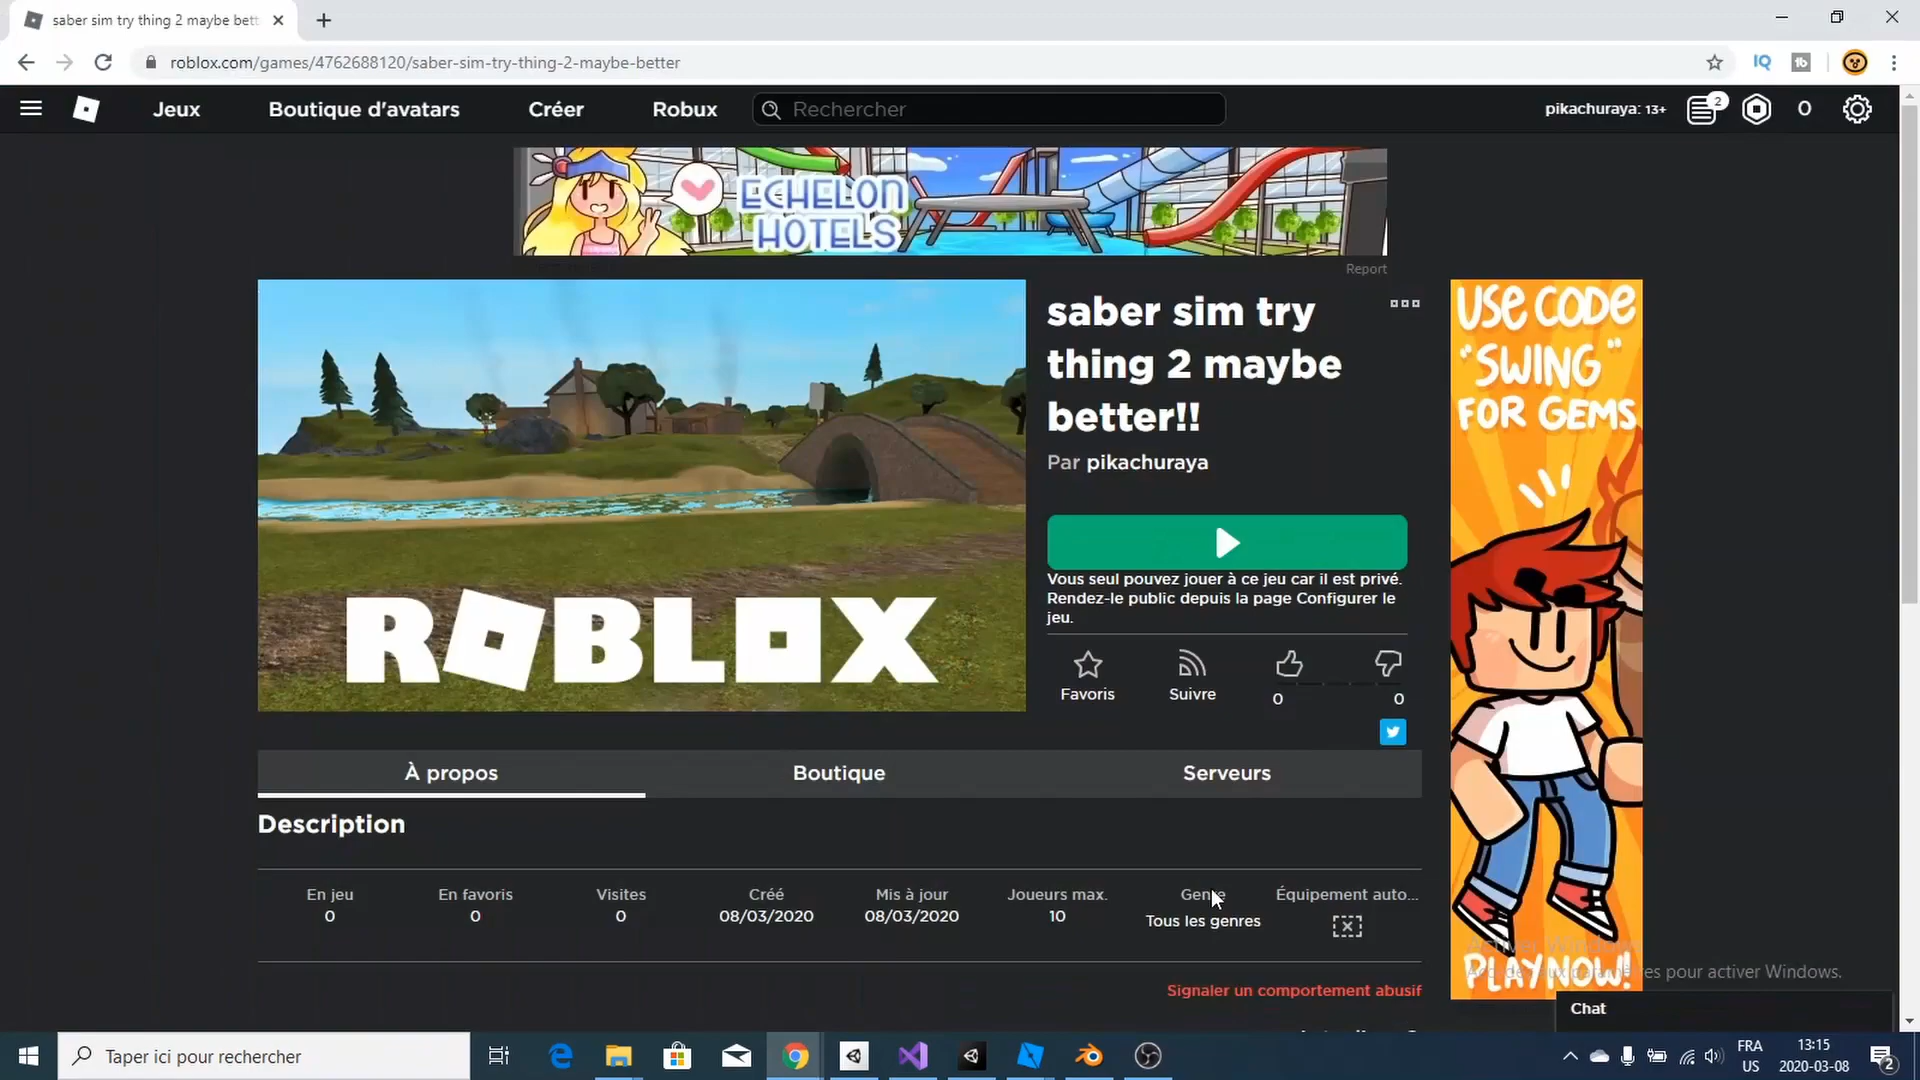 saber sim try thing 2 maybe bett
roblox.com/games/4762688120/saber-sim-try-thing-2-maybe-better
IQ
Jeux
Boutique d'avatars
Créer
Robux
Rechercher
pikachuraya: 13+
2
0
ECHELON
HOTELS
Report
saber sim try
thing 2 maybe
better!!
Par pikachuraya
Vous seul pouvez jouer à ce jeu car il est privé.
Rendez-le public depuis la page Configurer le
jeu.
Favoris
Suivre
0
0
USE CODE
"SWING"
FOR GEMS
PLAY NOW!
ROBLOX
À propos
Boutique
Serveurs
Description
En jeu
0
En favoris
0
Visites
0
Créé
08/03/2020
Mis à jour
08/03/2020
Joueurs max.
10
Genre
Tous les genres
Équipement auto...
Signaler un comportement abusif
Activer Windows
res pour activer Windows.
Chat
Taper ici pour rechercher
FRA
US
13:15
2020-03-08
2